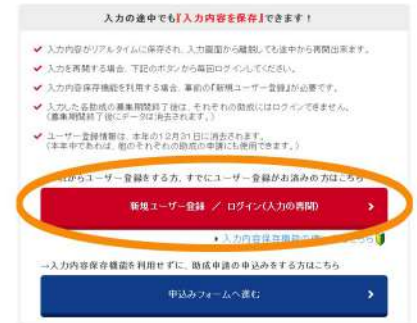 入力の途中でも『入力内容を保存』できます！
入力内容がリアルタイムに保存され、入力画面から離脱しても途中から再開出来ます。
入力を再開する場合、下記のボタンから毎回ログインしてください。
入力内容保存機能を利用する場合、事前の『新規ユーザー登録』が必要です。
入力した各助成の募集期間終了後は、それぞれの助成にはログインできません。
（募集期間終了後にデータは消去されます。）
ユーザー登録情報は、本年の12月31日に消去されます。
（本年中であれば、他のそれぞれの助成の申請にも使用できます。）
からユーザー登録をする方、すでにユーザー登録がお済みの方はこちら
新規ユーザー登録 ／ ログイン(入力の再開)
入力内容保存機能の
ちら
→入力内容保存機能を利用せずに、助成申請の申込みをする方はこちら
申込みフォームへ進む